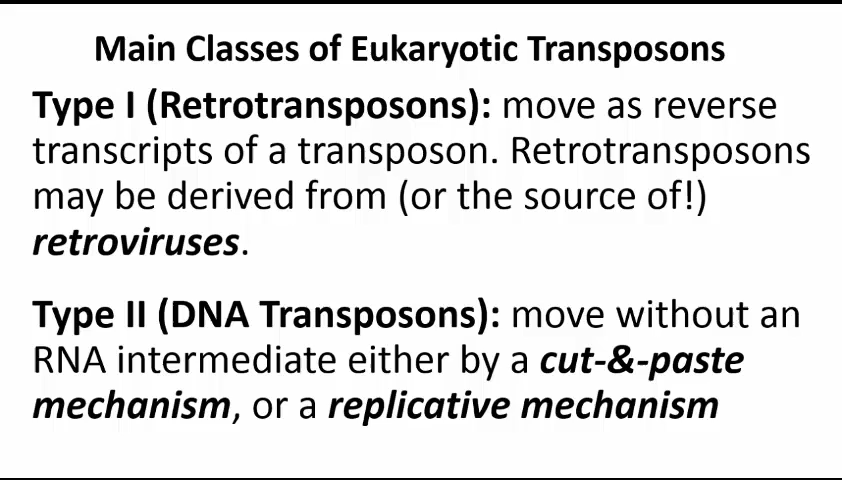 Main Classes of Eukaryotic Transposons
Type I (Retrotransposons): move as reverse
transcripts of a transposon. Retrotransposons
may be derived from (or the source of!)
retroviruses.
Type II (DNA Transposons): move without an
RNA intermediate either by a cut-&-paste
mechanism, or a replicative mechanism